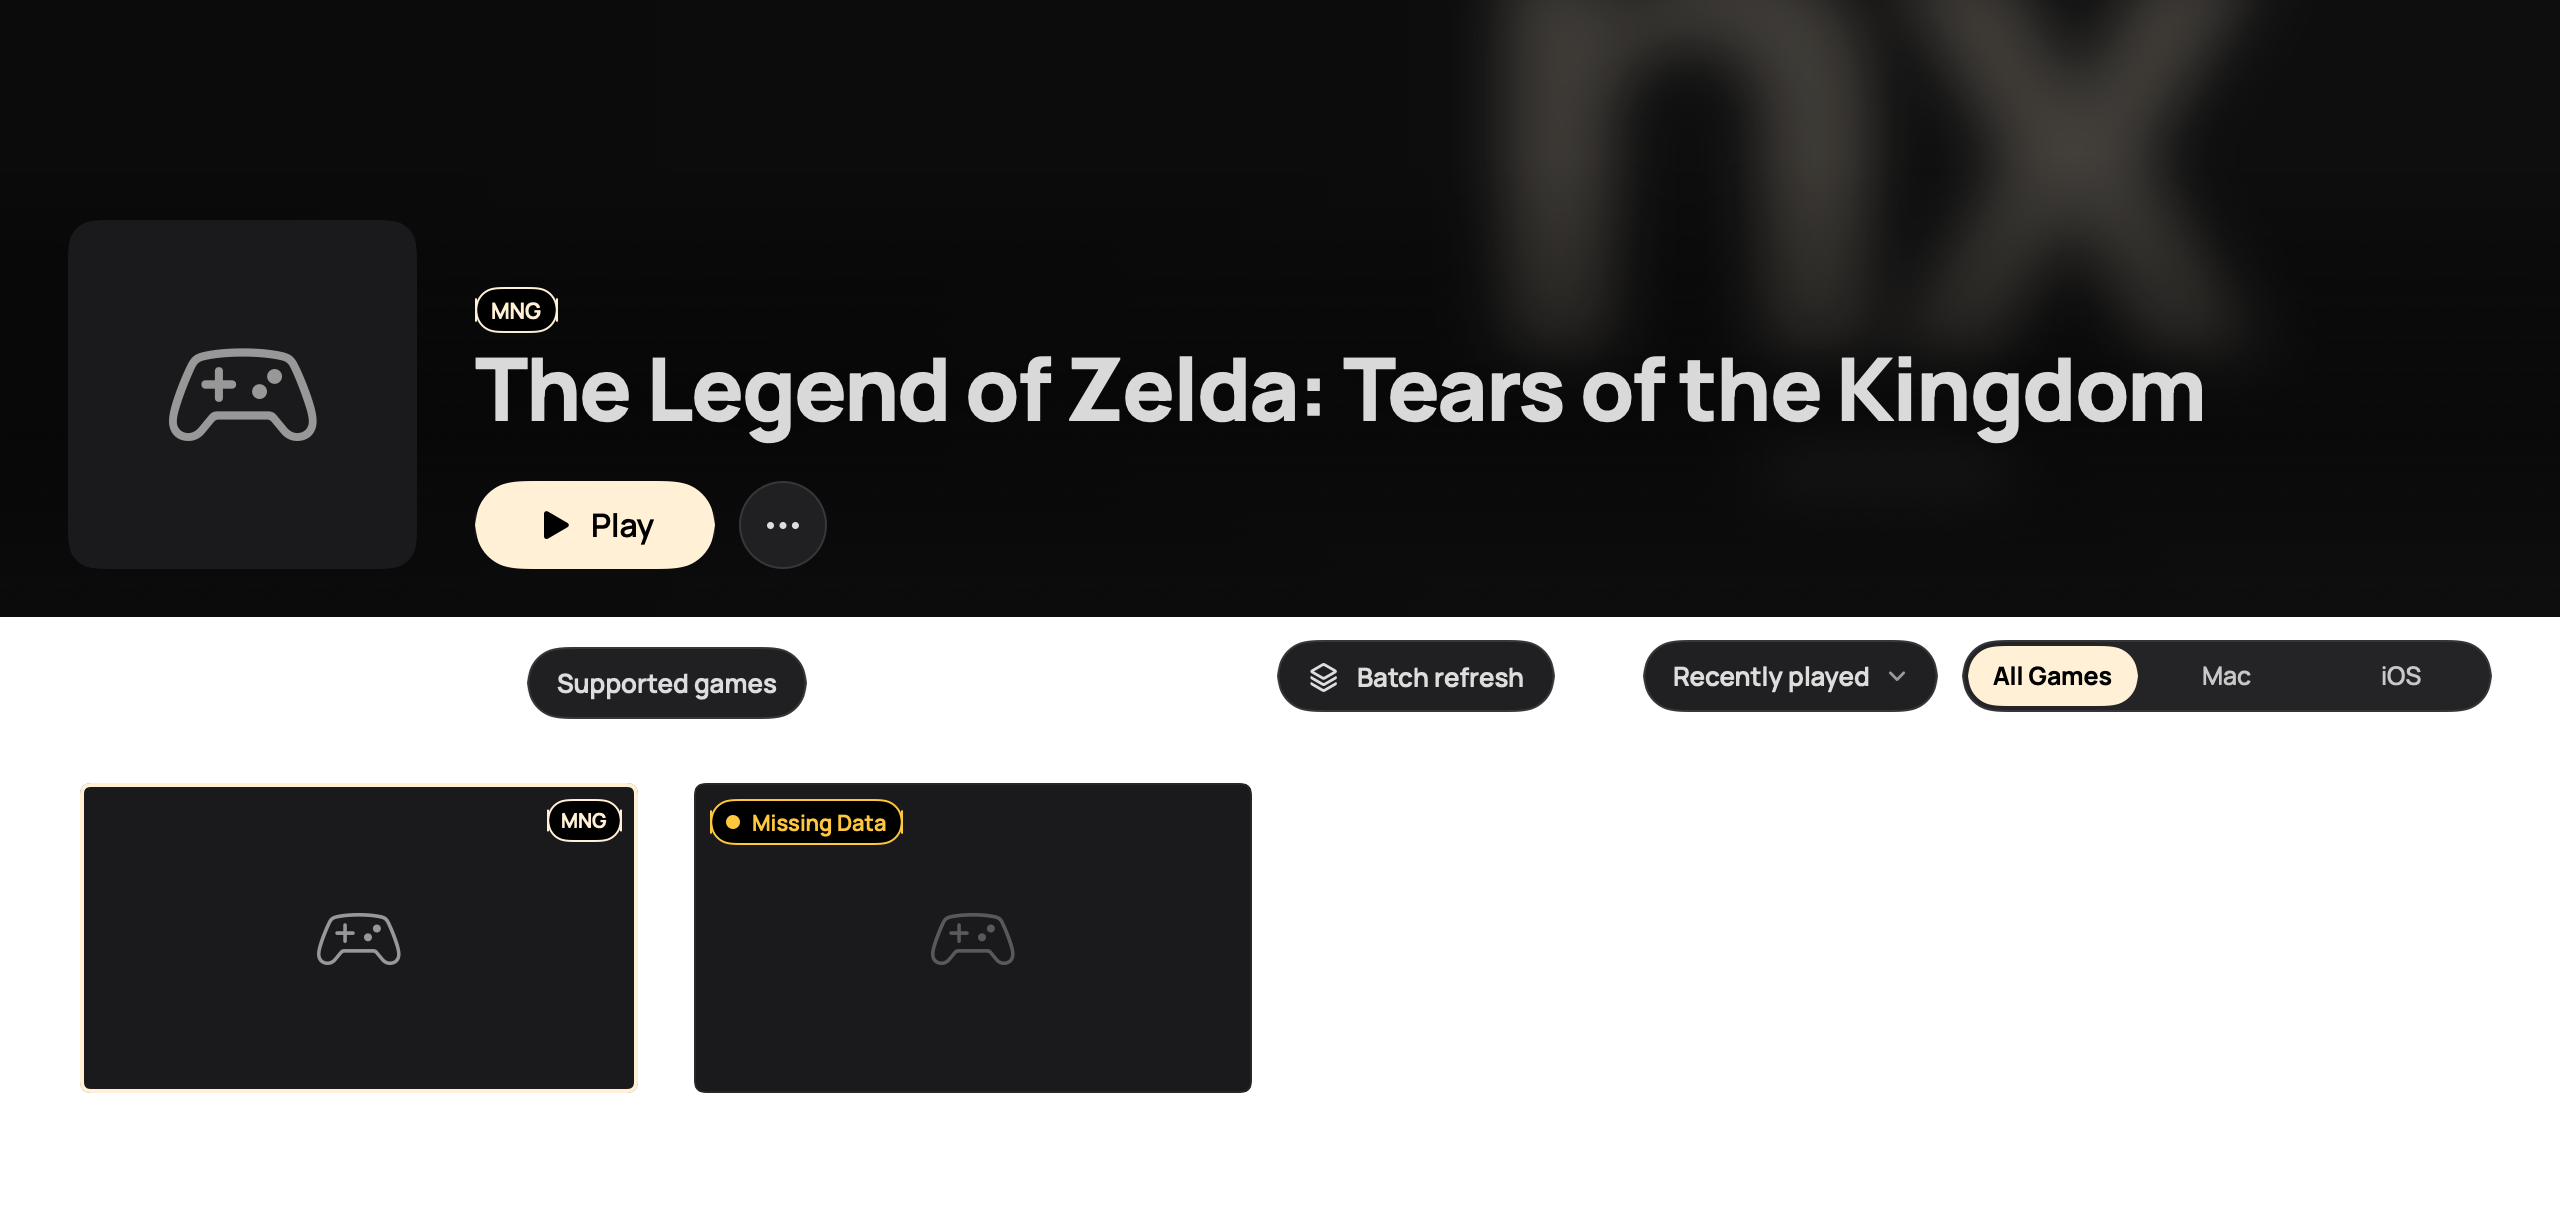 nx
MNG
The Legend of Zelda: Tears of the Kingdom
Play
Supported games
Batch refresh
Recently played
All Games
Mac
iOS
MNG
Missing Data